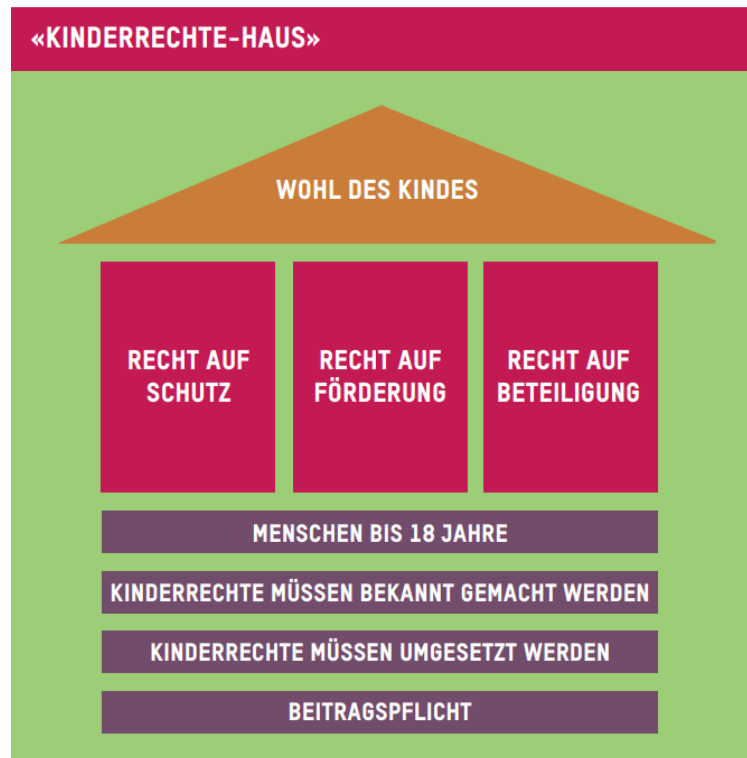 «KINDERRECHTE-HAUS»
WOHL DES KINDES
RECHT AUF
SCHUTZ
RECHT AUF
FÖRDERUNG
RECHT AUF
BETEILIGUNG
MENSCHEN BIS 18 JAHRE
KINDERRECHTE MÜSSEN BEKANNT GEMACHT WERDEN
KINDERRECHTE MÜSSEN UMGESETZT WERDEN
BEITRAGSPFLICHT